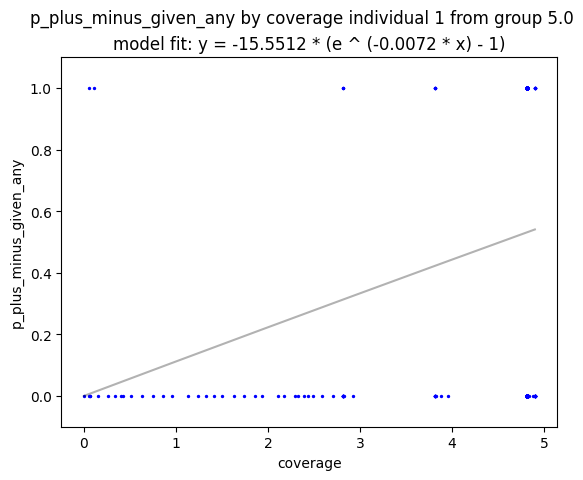 p_plus_minus_given_any by coverage individual 1 from group 5.0
model fit: y = -15.5512 * (e ^ (-0.0072 * x) - 1)
1.0
0.8
0.6
0.4
0.2
0.0
p_plus_minus_given_any
0 1 2 3 4 5
coverage